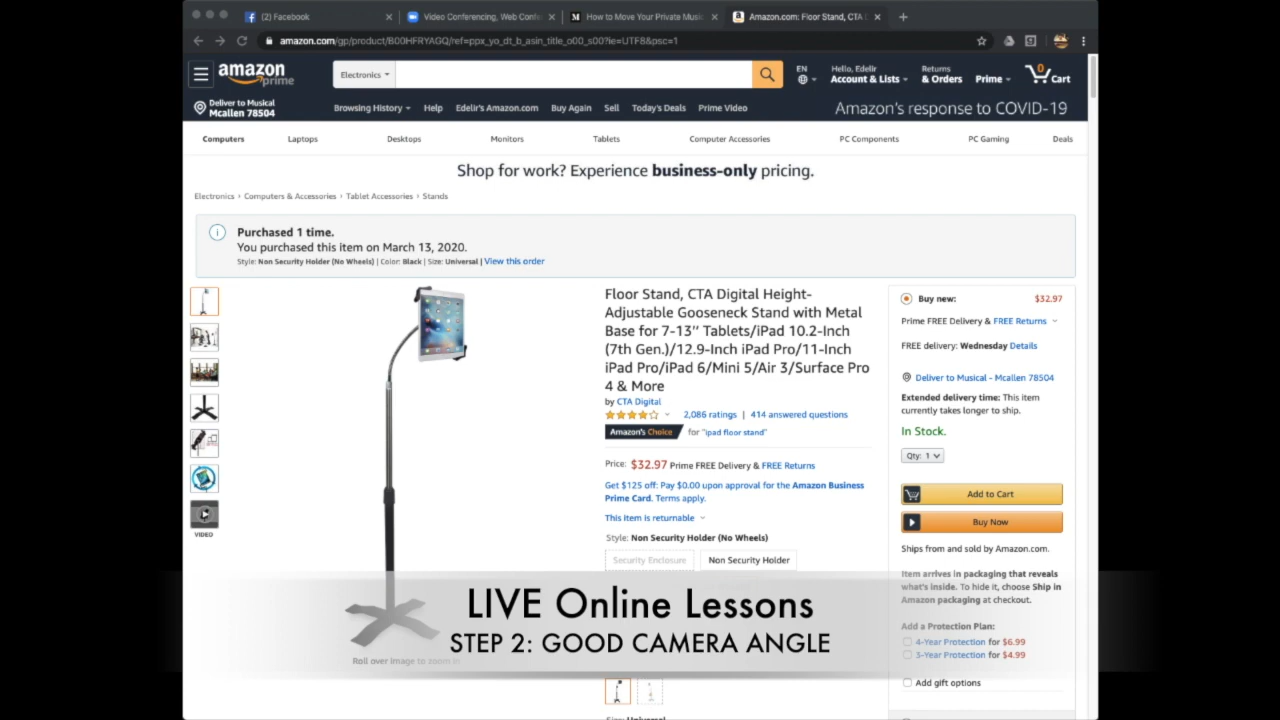 (2) Facebook
Video Conferencing, Web Confe
How to Move Your Private Music
Amazon.com: Floor Stand, CTA
amazon.com/gp/product/B00HFRYAGQ/ref=ppx_yo_dt_b_asin_title_o00_s00?ie=UTF8&psc=1
amazon prime
Electronics
EN
Hello, Edelir
Account & Lists
Returns
& Orders
Prime
0
Cart
Deliver to Musical
Mcallen 78504
Browsing History
Help
Edelir's Amazon.com
Buy Again
Sell
Today's Deals
Prime Video
Amazon's response to COVID-19
Computers
Laptops
Desktops
Monitors
Tablets
Computer Accessories
PC Components
PC Gaming
Deals
Shop for work? Experience business-only pricing.
Electronics › Computers & Accessories › Tablet Accessories › Stands
Purchased 1 time.
You purchased this item on March 13, 2020.
Style: Non Security Holder (No Wheels) | Color: Black | Size: Universal | View this order
VIDEO
Roll over image to zoom in
Floor Stand, CTA Digital Height-
Adjustable Gooseneck Stand with Metal
Base for 7-13" Tablets/iPad 10.2-Inch
(7th Gen.)/12.9-Inch iPad Pro/11-Inch
iPad Pro/iPad 6/Mini 5/Air 3/Surface Pro
4 & More
by CTA Digital
2,086 ratings | 414 answered questions
Amazon's Choice for "ipad floor stand"
Price: $32.97 Prime FREE Delivery & FREE Returns
Get $125 off: Pay $0.00 upon approval for the Amazon Business
Prime Card. Terms apply.
This item is returnable
Style: Non Security Holder (No Wheels)
Security Enclosure
Non Security Holder
Size: Universal
Buy new: $32.97
Prime FREE Delivery & FREE Returns
FREE delivery: Wednesday Details
Deliver to Musical - Mcallen 78504
Extended delivery time: This item
currently takes longer to ship.
In Stock.
Qty: 1
Add to Cart
Buy Now
Ships from and sold by Amazon.com.
Item arrives in packaging that reveals
what's inside. To hide it, choose Ship in
Amazon packaging at checkout.
Add a Protection Plan:
4-Year Protection for $6.99
3-Year Protection for $4.99
Add gift options
LIVE Online Lessons
STEP 2: GOOD CAMERA ANGLE